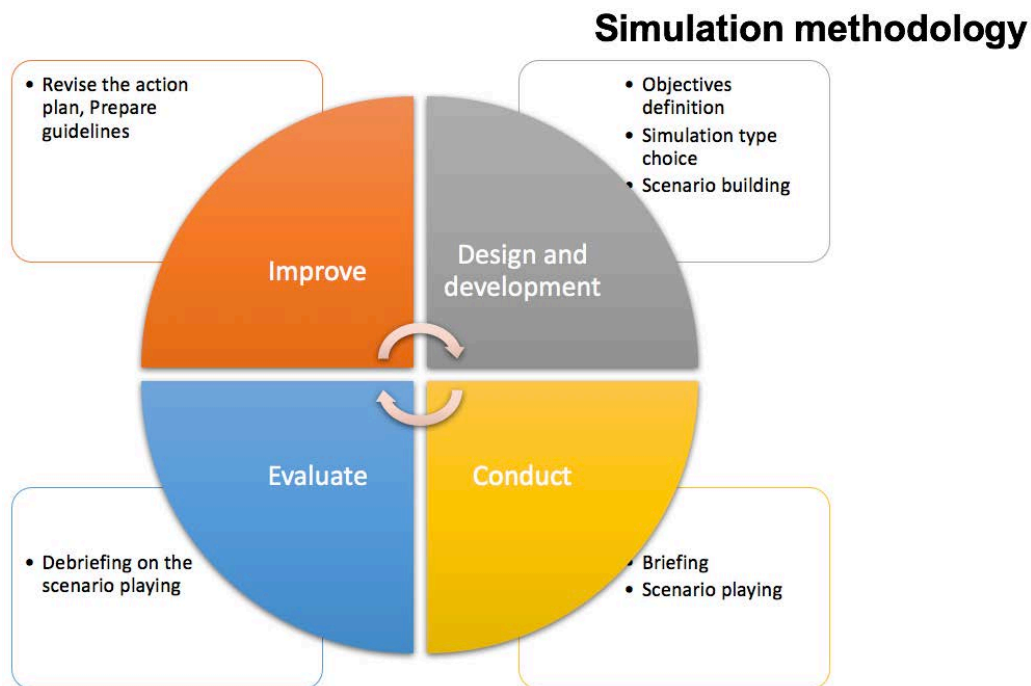 Simulation methodology
• Revise the action
plan, Prepare
guidelines
• Objectives
definition
• Simulation type
choice
• Scenario building
Improve
Design and
development
Evaluate
Conduct
• Debriefing on the
scenario playing
• Briefing
• Scenario playing